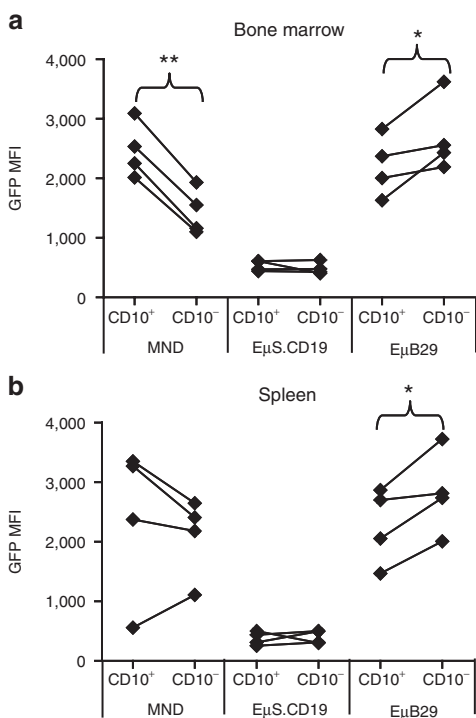 a
Bone marrow
** *
4,000
3,000
2,000
1,000
0
GFP MFI
CD10⁺ CD10⁻ CD10⁺ CD10⁻ CD10⁺ CD10⁻
MND EμS.CD19 EμB29
b
Spleen
*
4,000
3,000
2,000
1,000
0
GFP MFI
CD10⁺ CD10⁻ CD10⁺ CD10⁻ CD10⁺ CD10⁻
MND EμS.CD19 EμB29